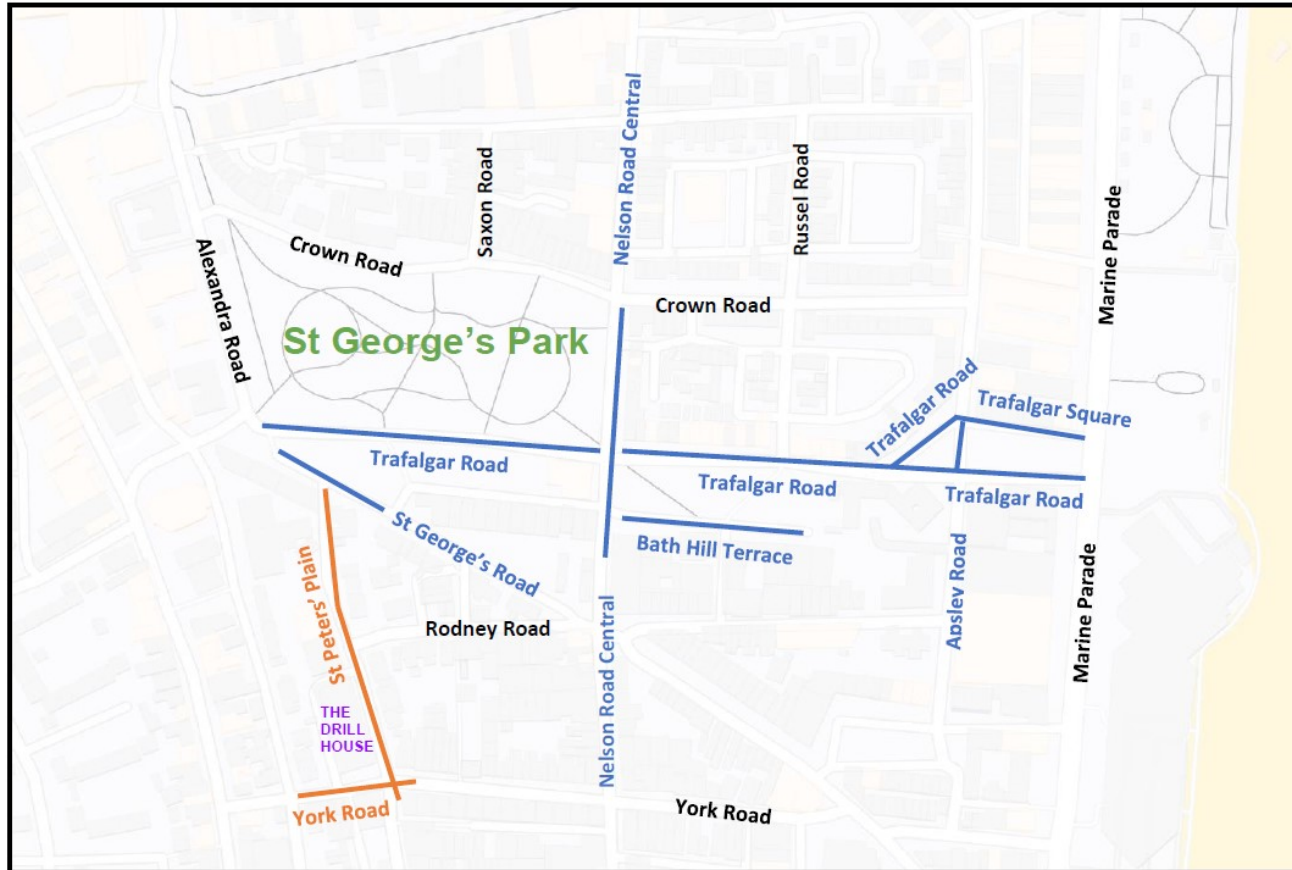 Nelson Road Central
Saxon Road
Russel Road
Marine Parade
Crown Road
Alexandra Road
Crown Road
St George's Park
Trafalgar Road
Trafalgar Square
Trafalgar Road
Trafalgar Road
Trafalgar Road
St George's Road
Bath Hill Terrace
Apsley Road
St Peters' Plain
Marine Parade
Rodney Road
Nelson Road Central
THE
DRILL
HOUSE
York Road
York Road